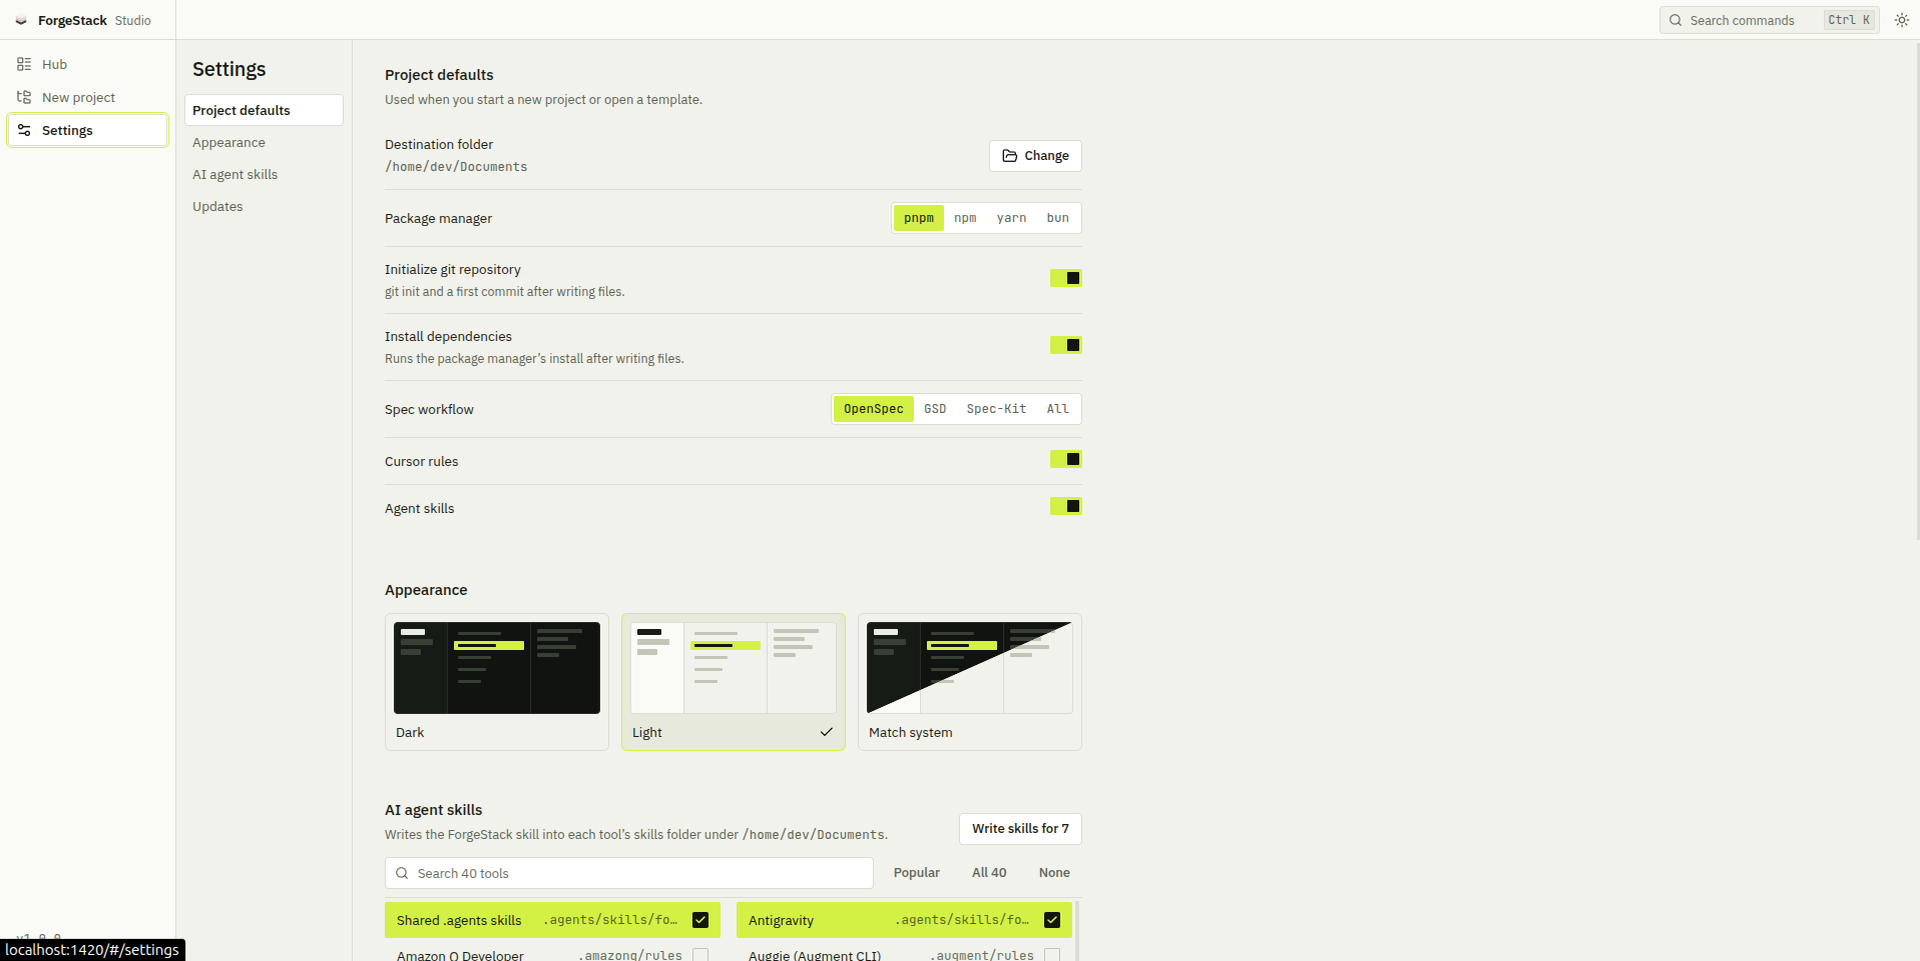 ForgeStack Studio
Search commands Ctrl K
Hub
New project
Settings
Settings
Project defaults
Appearance
AI agent skills
Updates
Project defaults
Used when you start a new project or open a template.
Destination folder
/home/dev/Documents
Change
Package manager
pnpm npm yarn bun
Initialize git repository
git init and a first commit after writing files.
Install dependencies
Runs the package manager’s install after writing files.
Spec workflow
OpenSpec GSD Spec-Kit All
Cursor rules
Agent skills
Appearance
Dark
Light
Match system
AI agent skills
Writes the ForgeStack skill into each tool’s skills folder under /home/dev/Documents.
Write skills for 7
Search 40 tools
Popular All 40 None
Shared .agents skills .agents/skills/fo…
Antigravity .agents/skills/fo…
Amazon Q Developer .amazonq/rules
Auggie (Augment CLI) .augment/rules
localhost:1420/#/settings